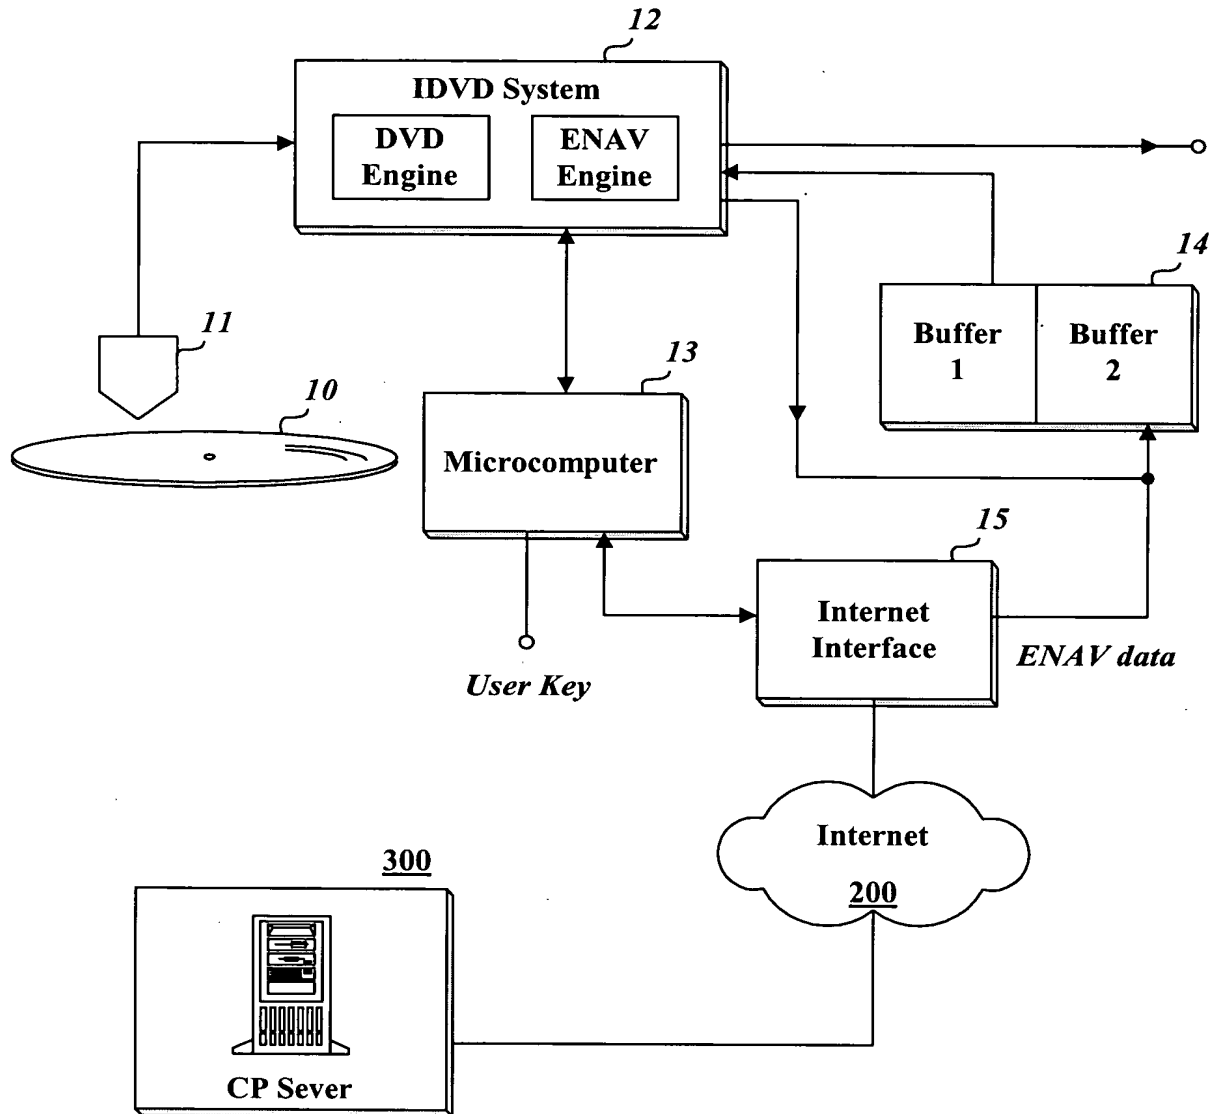 12
IDVD System
DVD
Engine
ENAV
Engine
14
Buffer
1
Buffer
2
11
10
13
Microcomputer
15
Internet
Interface
ENAV data
User Key
Internet
200
300
CP Sever